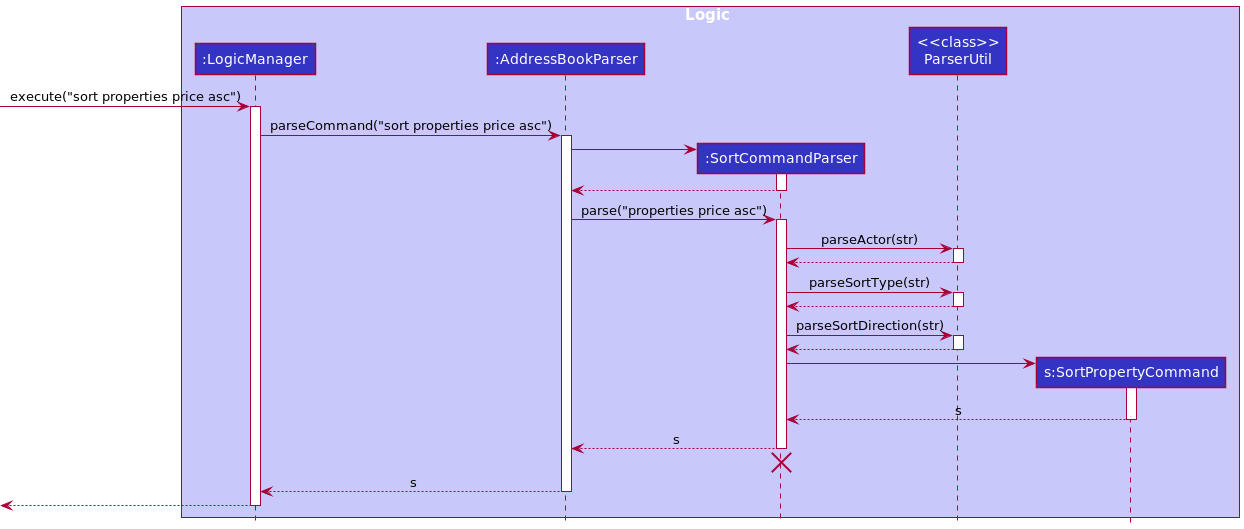 Logic
:LogicManager
:AddressBookParser
<<class>>
ParserUtil
execute("sort properties price asc")
parseCommand("sort properties price asc")
:SortCommandParser
parse("properties price asc")
parseActor(str)
parseSortType(str)
parseSortDirection(str)
s:SortPropertyCommand
s
s
s